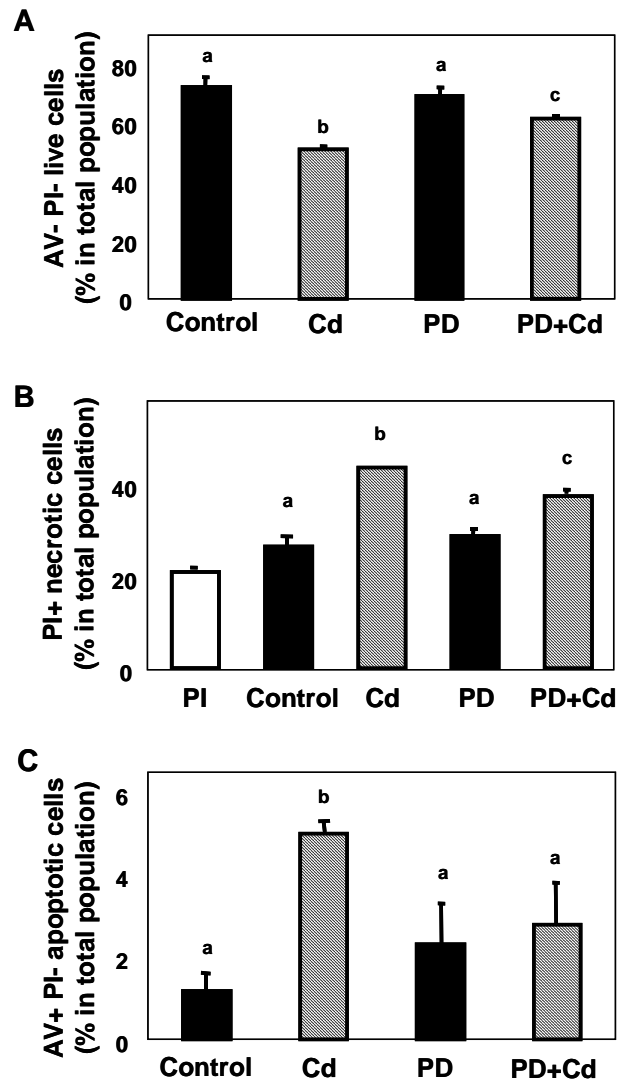 A
AV- PI- live cells
(% in total population)
80
60
40
20
0
a
b
a
c
Control Cd PD PD+Cd
B
PI+ necrotic cells
(% in total population)
40
20
0
a
b
a
c
PI Control Cd PD PD+Cd
C
AV+ PI- apoptotic cells
(% in total population)
6
4
2
0
a
b
a
a
Control Cd PD PD+Cd